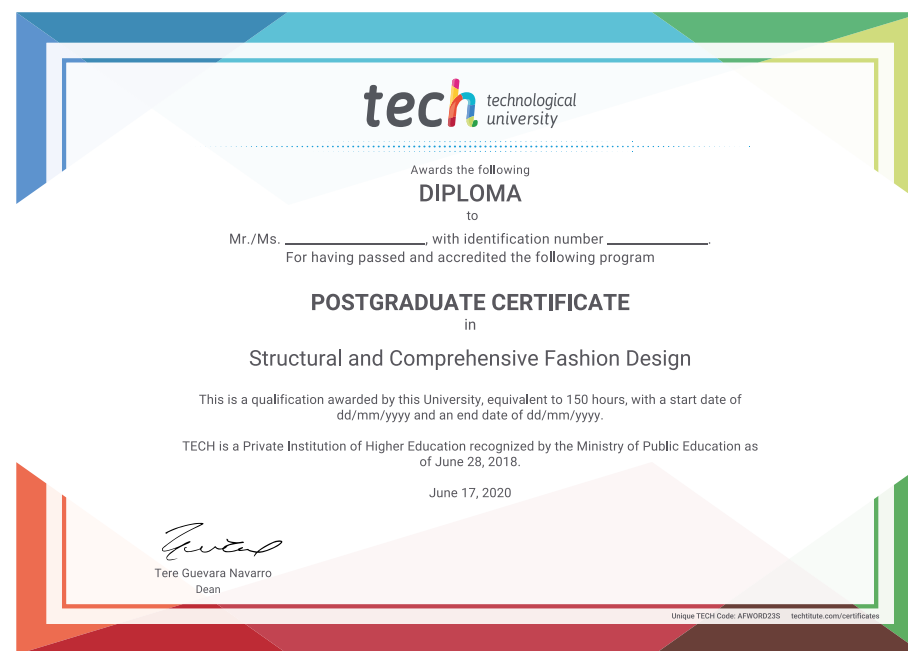 tech technological
university
Awards the following
DIPLOMA
to
Mr./Ms. ________________, with identification number ____________.
For having passed and accredited the following program
POSTGRADUATE CERTIFICATE
in
Structural and Comprehensive Fashion Design
This is a qualification awarded by this University, equivalent to 150 hours, with a start date of
dd/mm/yyyy and an end date of dd/mm/yyyy.
TECH is a Private Institution of Higher Education recognized by the Ministry of Public Education as
of June 28, 2018.
June 17, 2020
Tere Guevara Navarro
Dean
Unique TECH Code: AFWORD23S techtitute.com/certificates